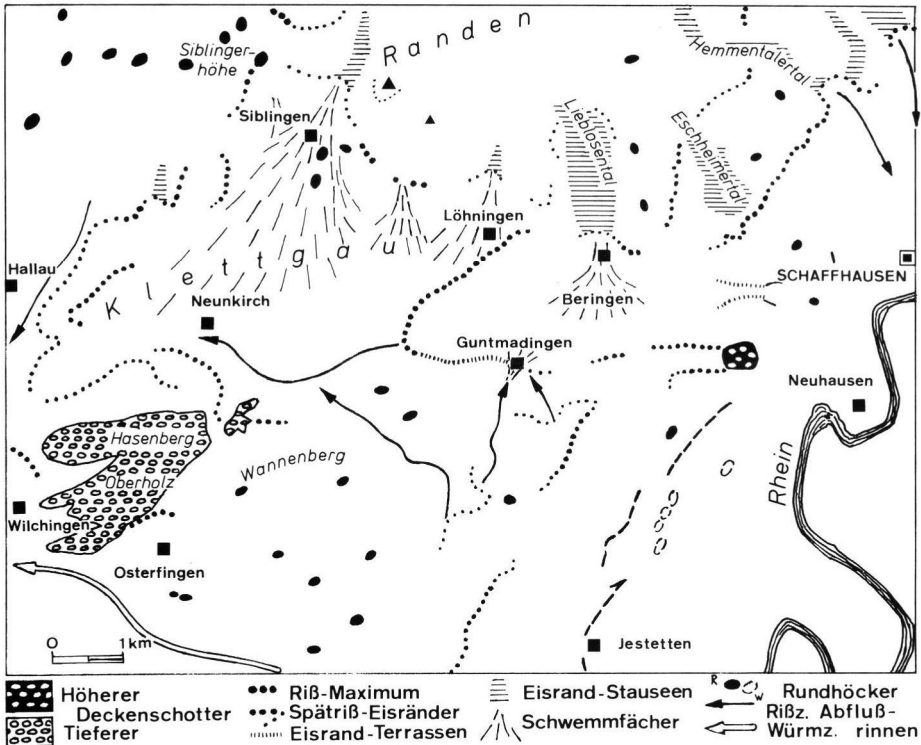 Randen
Siblinger-
höhe
Hemmentalertal
Siblingen
Lieblosental
Eschheimertal
Löhningen
Klettgau
Hallau
SCHAFFHAUSEN
Neunkirch
Beringen
Guntmadingen
Neuhausen
Hasenberg
Wannenberg
Oberholz
Rhein
Wilchingen
Osterfingen
0 1km
Jestetten
Höherer
Deckenschotter
Tieferer
Riß-Maximum
Spätriß-Eisränder
Eisrand-Terrassen
Eisrand-Stauseen
Schwemmfächer
R W Rundhöcker
Rißz. Abfluß-
Würmz. rinnen